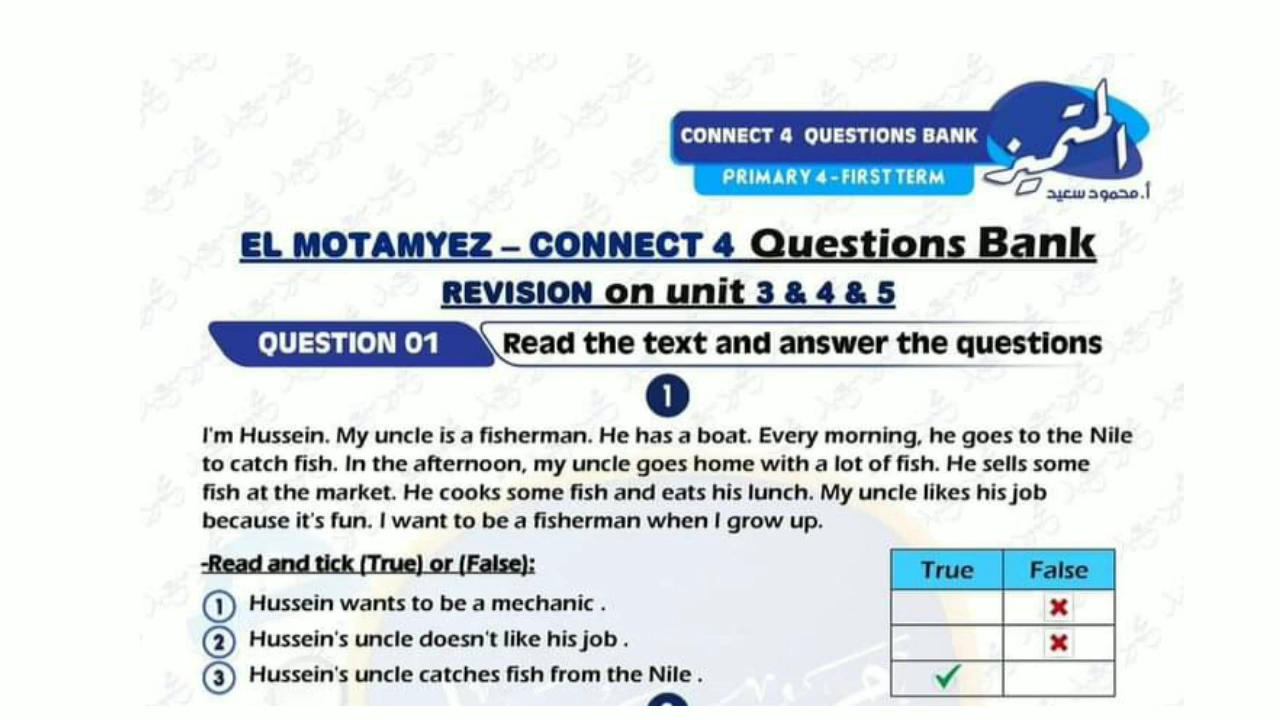 CONNECT 4 QUESTIONS BANK
PRIMARY 4 - FIRST TERM
المتميز
أ.محمود سعيد
EL MOTAMYEZ – CONNECT 4 Questions Bank
REVISION on unit 3 & 4 & 5
QUESTION 01 Read the text and answer the questions
1
I'm Hussein. My uncle is a fisherman. He has a boat. Every morning, he goes to the Nile
to catch fish. In the afternoon, my uncle goes home with a lot of fish. He sells some
fish at the market. He cooks some fish and eats his lunch. My uncle likes his job
because it's fun. I want to be a fisherman when I grow up.
-Read and tick (True) or (False):
True False
1 Hussein wants to be a mechanic .
2 Hussein's uncle doesn't like his job .
3 Hussein's uncle catches fish from the Nile .